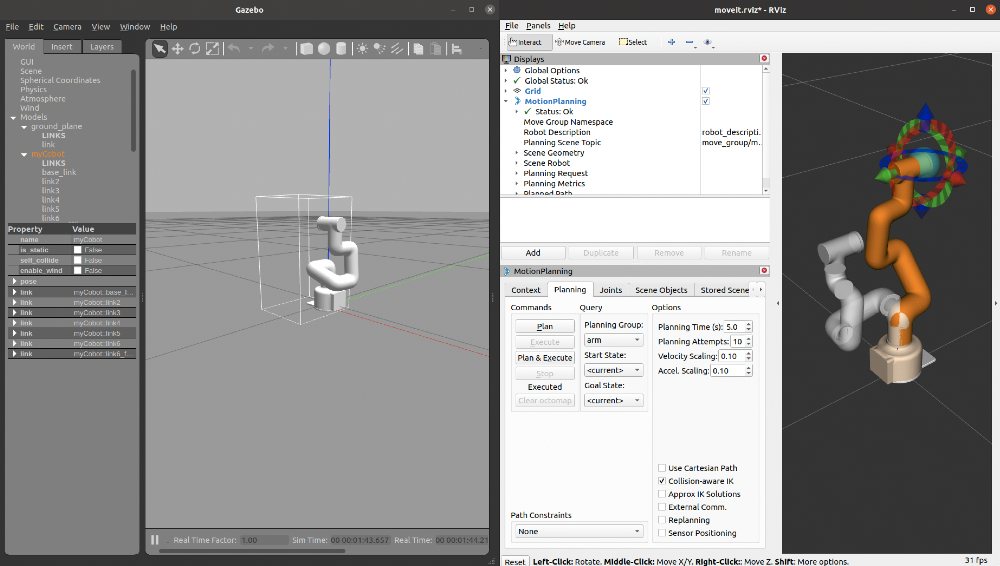 Gazebo
File Edit Camera View Window Help
World Insert Layers
GUI
Scene
Spherical Coordinates
Physics
Atmosphere
Wind
Models
ground_plane
LINKS
link
myCobot
LINKS
base_link
link2
link3
link4
link5
link6
Property Value
name myCobot
is_static False
self_collide False
enable_wind False
pose
link myCobot::base_l...
link myCobot::link2
link myCobot::link3
link myCobot::link4
link myCobot::link5
link myCobot::link6
link myCobot::link6_f...
Real Time Factor: 1.00 Sim Time: 00 00:01:43.657 Real Time: 00 00:01:44.21
moveit.rviz* - RViz
File Panels Help
Interact Move Camera Select
Displays
Global Options
Global Status: Ok
Grid
MotionPlanning
Status: Ok
Move Group Namespace
Robot Description robot_descripti...
Planning Scene Topic move_group/m...
Scene Geometry
Scene Robot
Planning Request
Planning Metrics
Planned Path
Add Duplicate Remove Rename
MotionPlanning
Context Planning Joints Scene Objects Stored Scene
Commands Query Options
Plan
Execute
Plan & Execute
Stop
Executed
Clear octomap
Planning Group:
arm
Start State:
<current>
Goal State:
<current>
Planning Time (s): 5.0
Planning Attempts: 10
Velocity Scaling: 0.10
Accel. Scaling: 0.10
Use Cartesian Path
Collision-aware IK
Approx IK Solutions
External Comm.
Replanning
Sensor Positioning
Path Constraints
None
Reset Left-Click: Rotate. Middle-Click: Move X/Y. Right-Click:: Move Z. Shift: More options. 31 fps